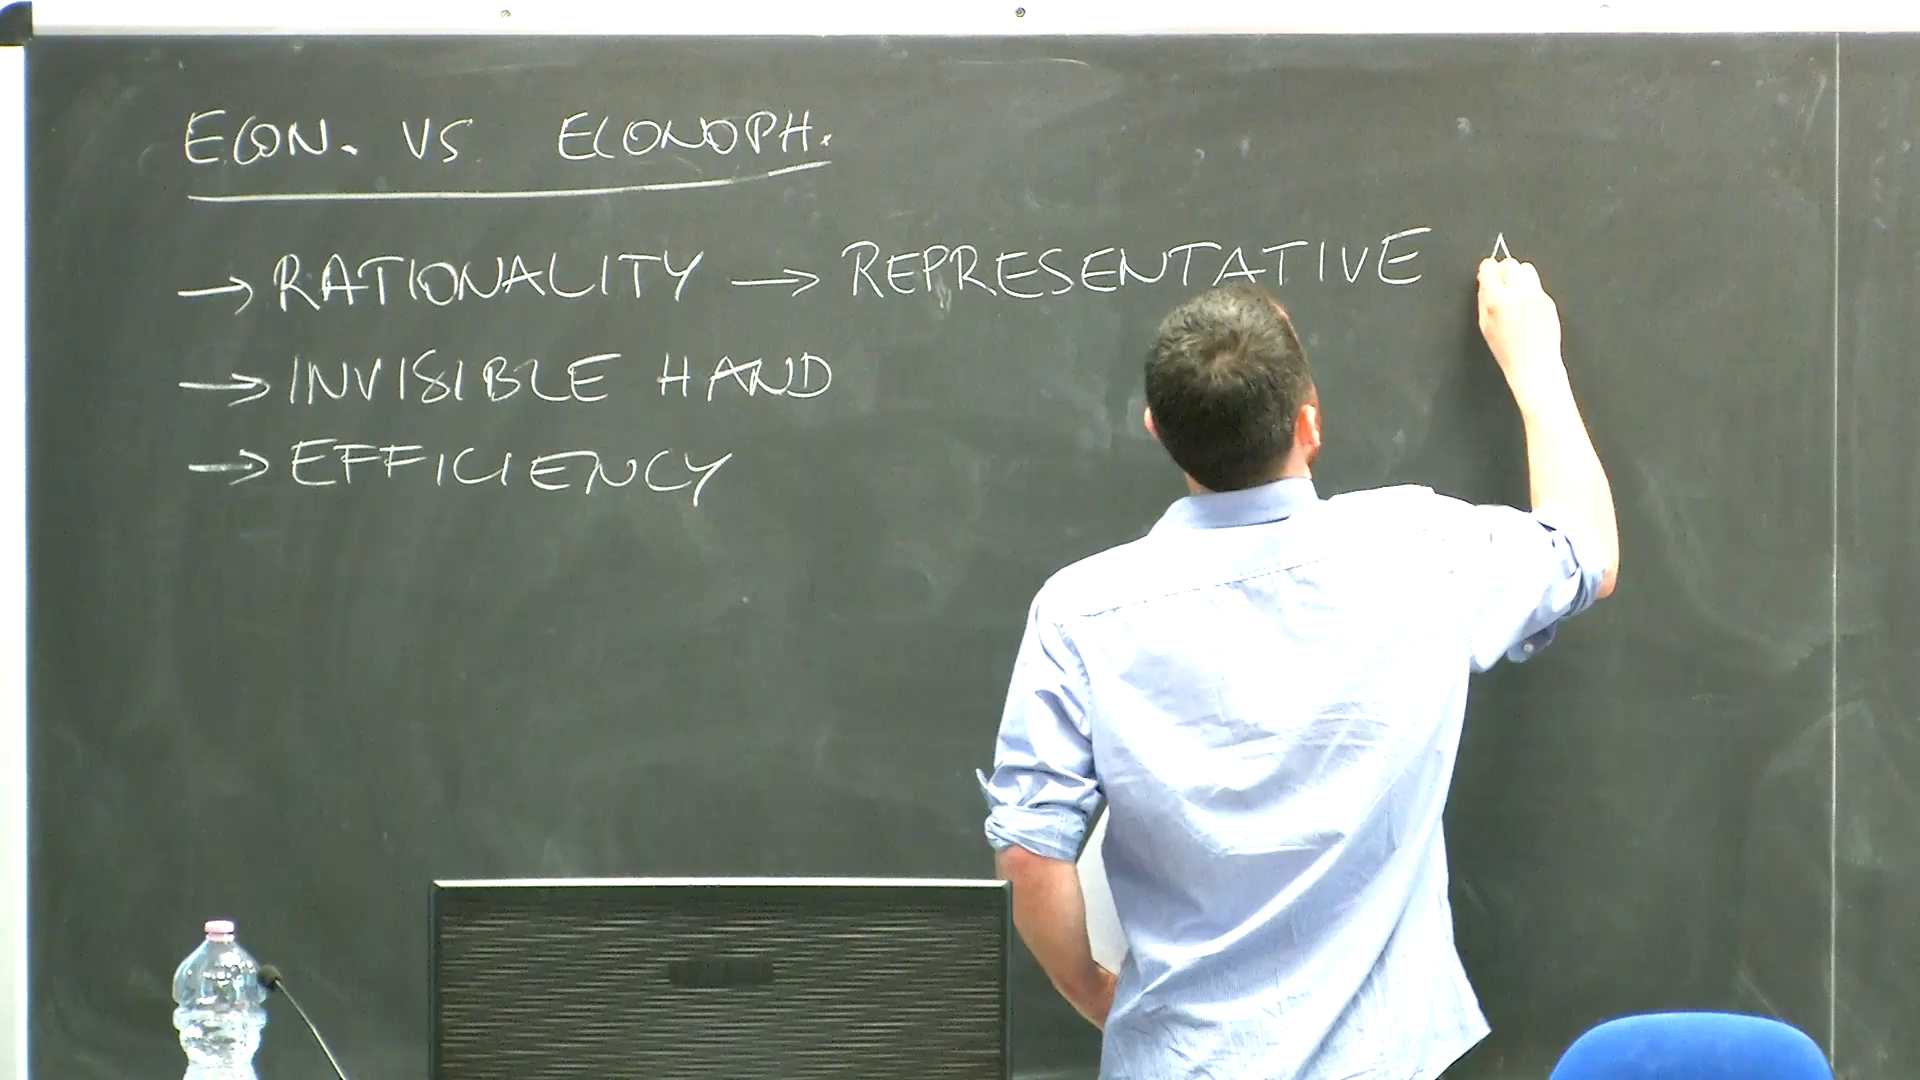 ECON. VS ECONOPH.
→ RATIONALITY → REPRESENTATIVE A
→ INVISIBLE HAND
→ EFFICIENCY